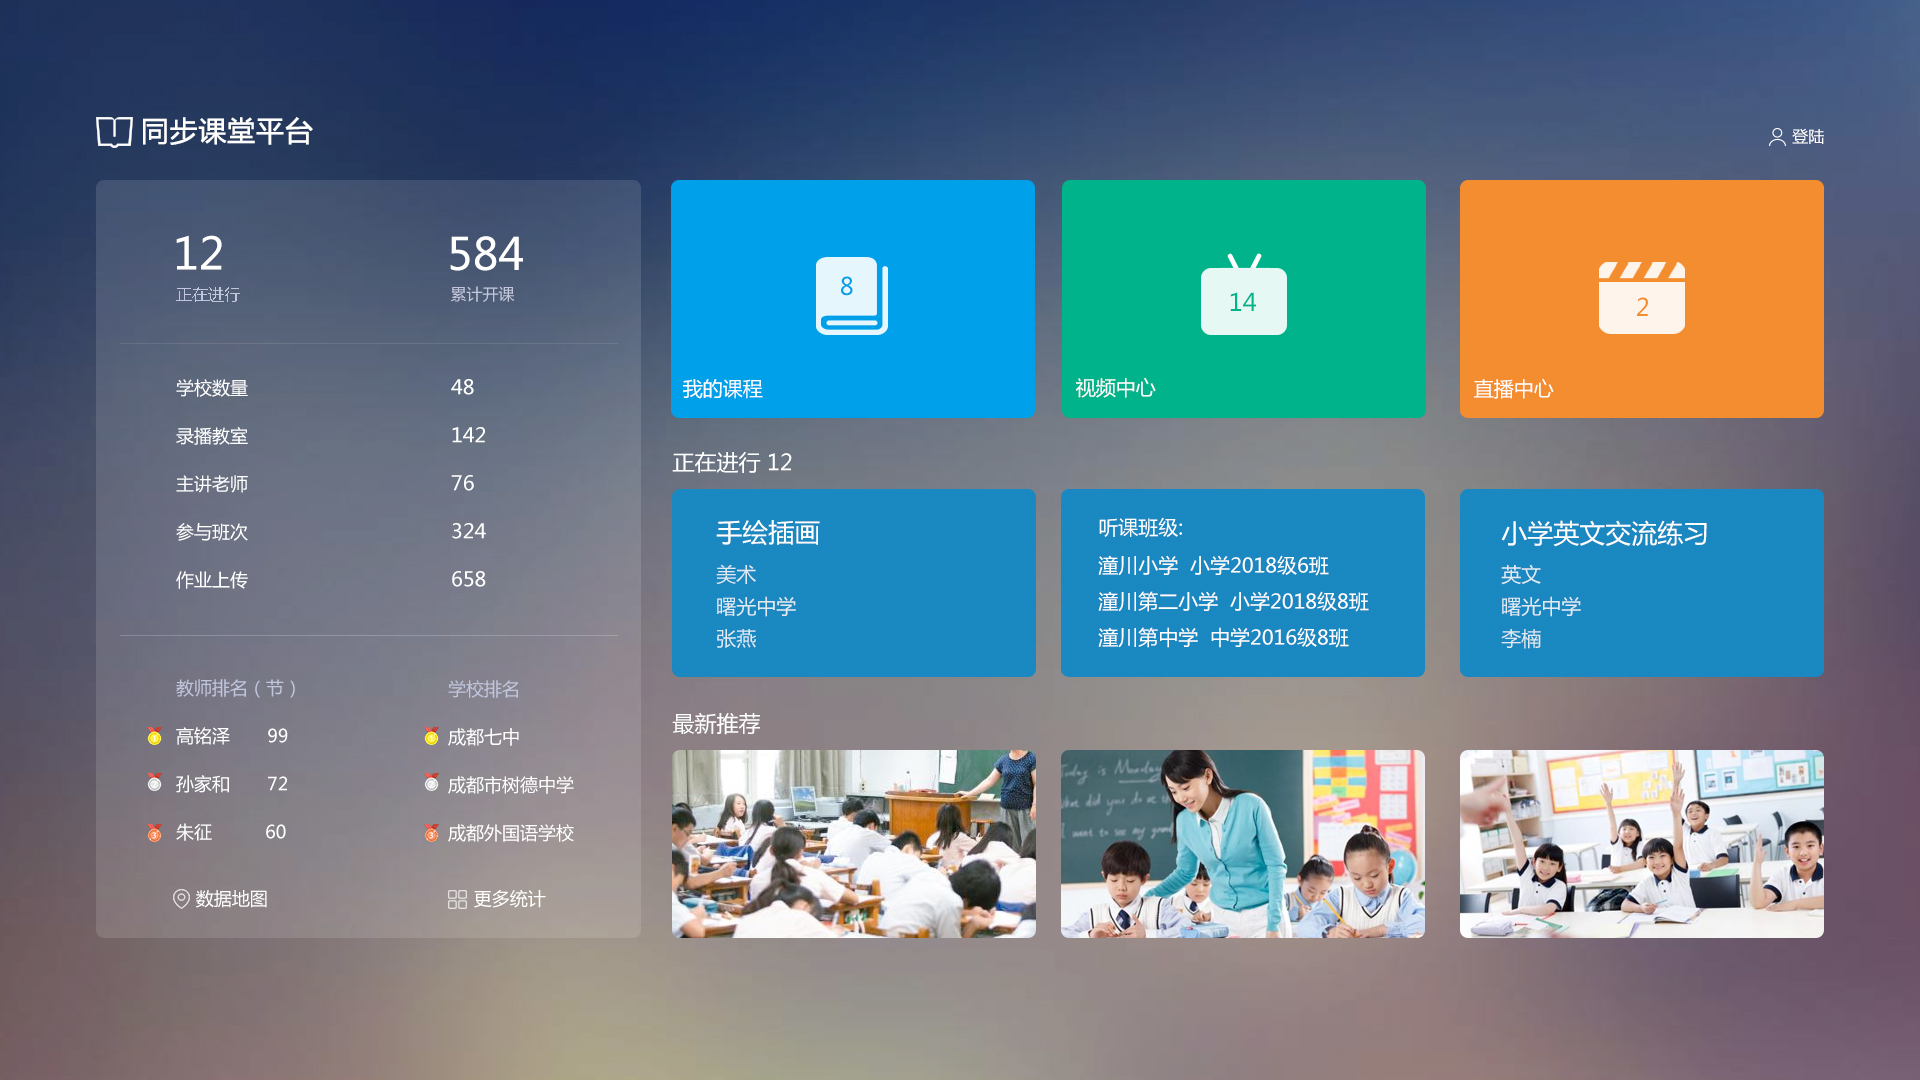 同步课堂平台
登陆
12
正在进行
584
累计开课
学校数量 48
录播教室 142
主讲老师 76
参与班次 324
作业上传 658
教师排名（节）
高铭泽 99
孙家和 72
朱征 60
学校排名
成都七中
成都市树德中学
成都外国语学校
数据地图
更多统计
8
我的课程
14
视频中心
2
直播中心
正在进行 12
手绘插画
美术
曙光中学
张燕
听课班级:
潼川小学 小学2018级6班
潼川第二小学 小学2018级8班
潼川第中学 中学2016级8班
小学英文交流练习
英文
曙光中学
李楠
最新推荐
Today is Monday
what did you do
want to see my